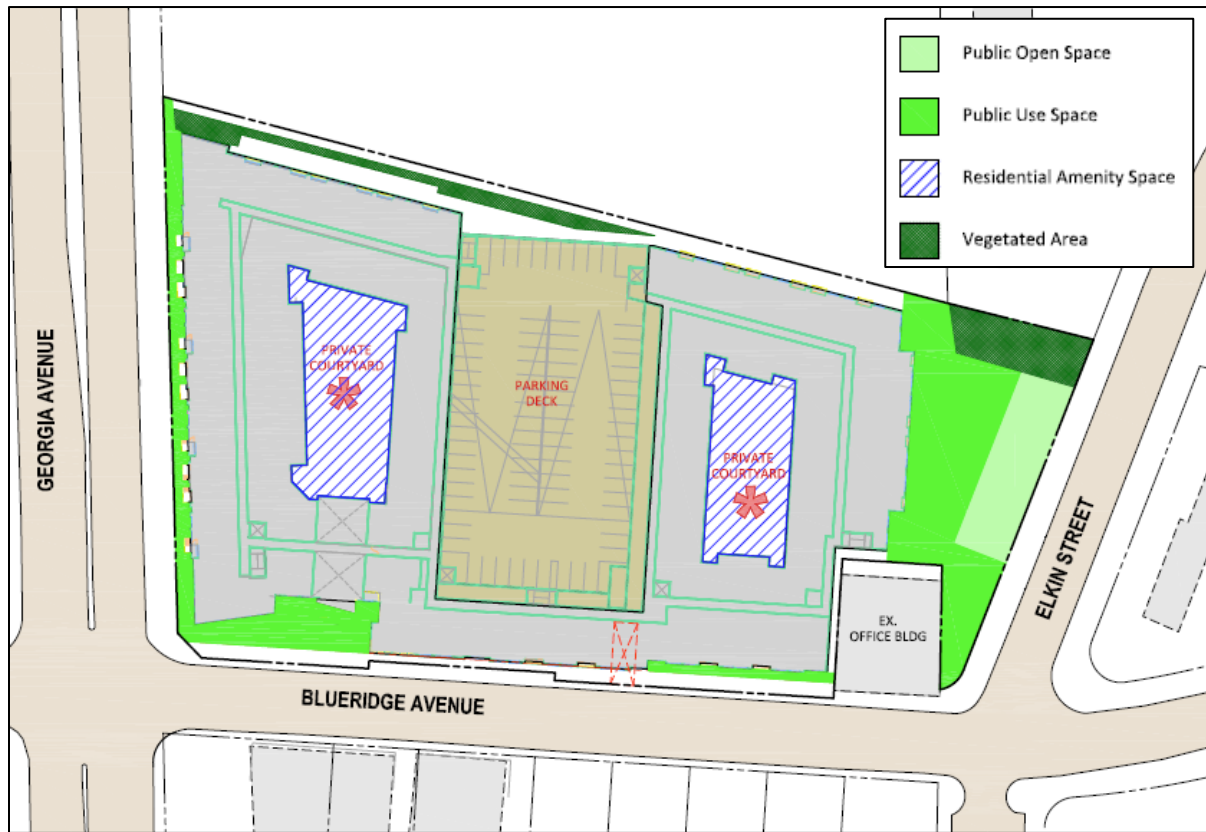 Public Open Space
Public Use Space
Residential Amenity Space
Vegetated Area
GEORGIA AVENUE
PRIVATE
COURTYARD
PARKING
DECK
PRIVATE
COURTYARD
ELKIN STREET
EX.
OFFICE BLDG
BLUERIDGE AVENUE